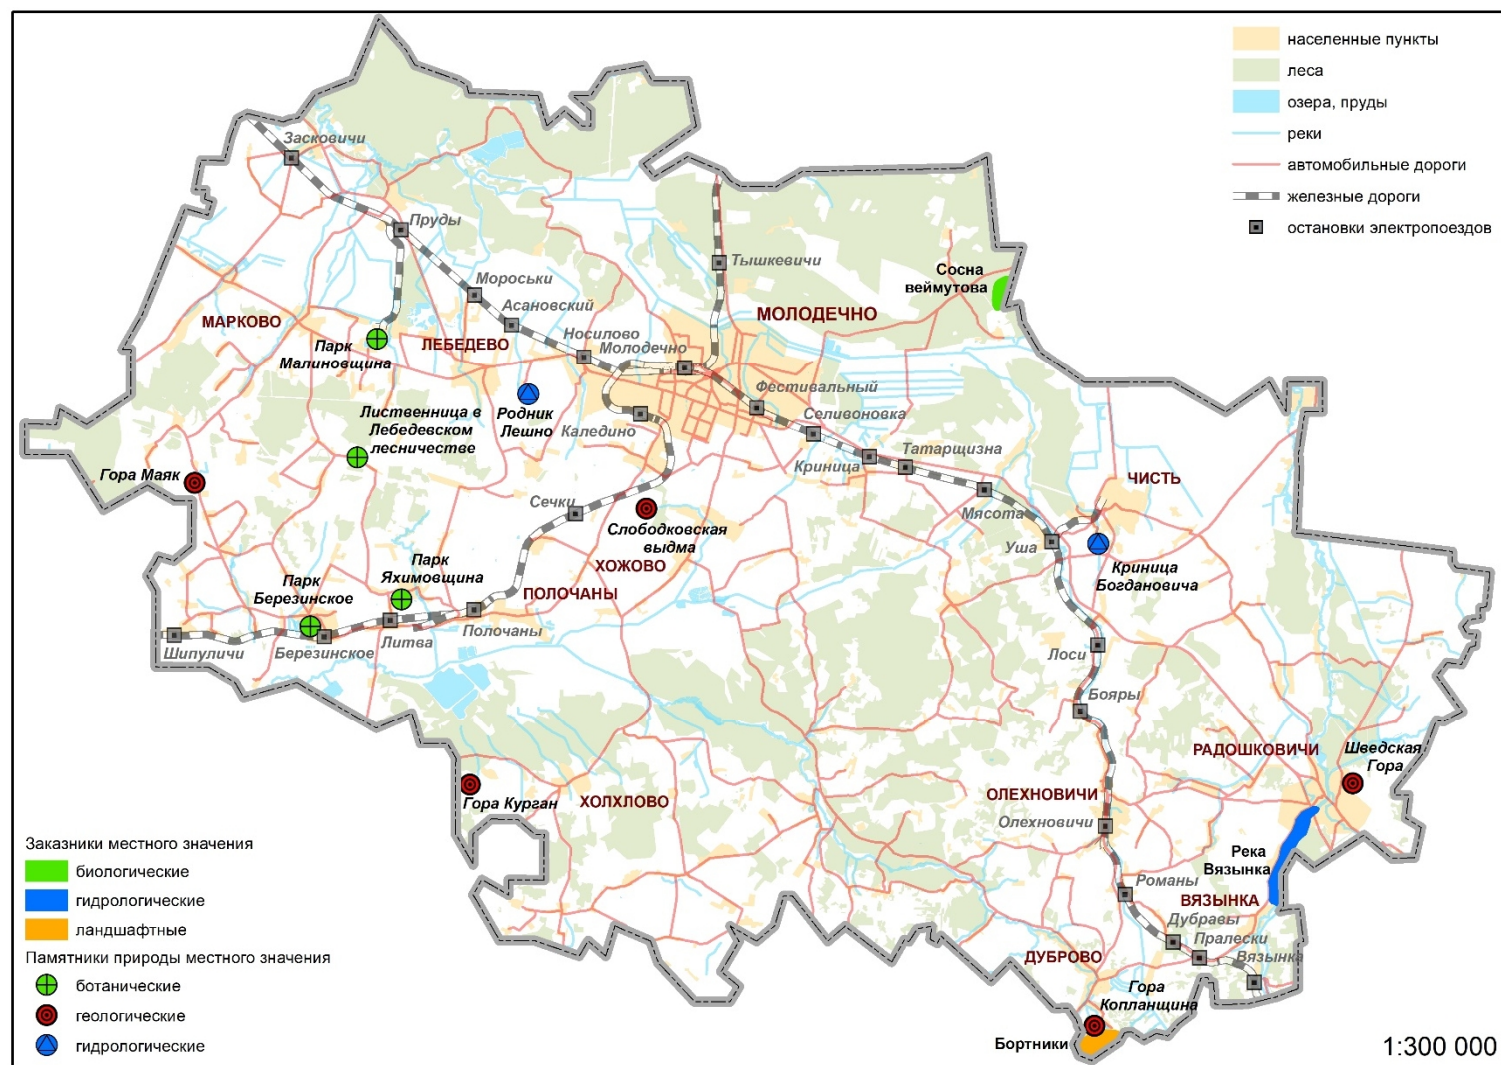 населенные пункты
леса
озера, пруды
реки
автомобильные дороги
железные дороги
остановки электропоездов
Засковичи
Пруды
Тышкевичи
Сосна
веймутова
Мороськи
Асановский
МОЛОДЕЧНО
МАРКОВО
Парк
Малиновщина
ЛЕБЕДЕВО
Носилово
Молодечно
Фестивальный
Лиственница в
Лебедевском
лесничестве
Родник
Лешно
Каледино
Селивоновка
Криница
Татарщизна
Гора Маяк
ЧИСТЬ
Сечки
Слободковская
выдма
Мясота
Уша
Криница
Богдановича
ХОЖОВО
Парк
Яхимовщина
Парк
Березинское
ПОЛОЧАНЫ
Полочаны
Шипуличи
Березинское
Литва
Лоси
Бояры
РАДОШКОВИЧИ
Шведская
Гора
Гора Курган
ХОЛХЛОВО
ОЛЕХНОВИЧИ
Олехновичи
Река
Вязынка
Романы
ВЯЗЫНКА
Дубравы
Пралески
Вязынка
ДУБРОВО
Гора
Копланщина
Бортники
Заказники местного значения
биологические
гидрологические
ландшафтные
Памятники природы местного значения
ботанические
геологические
гидрологические
1:300 000